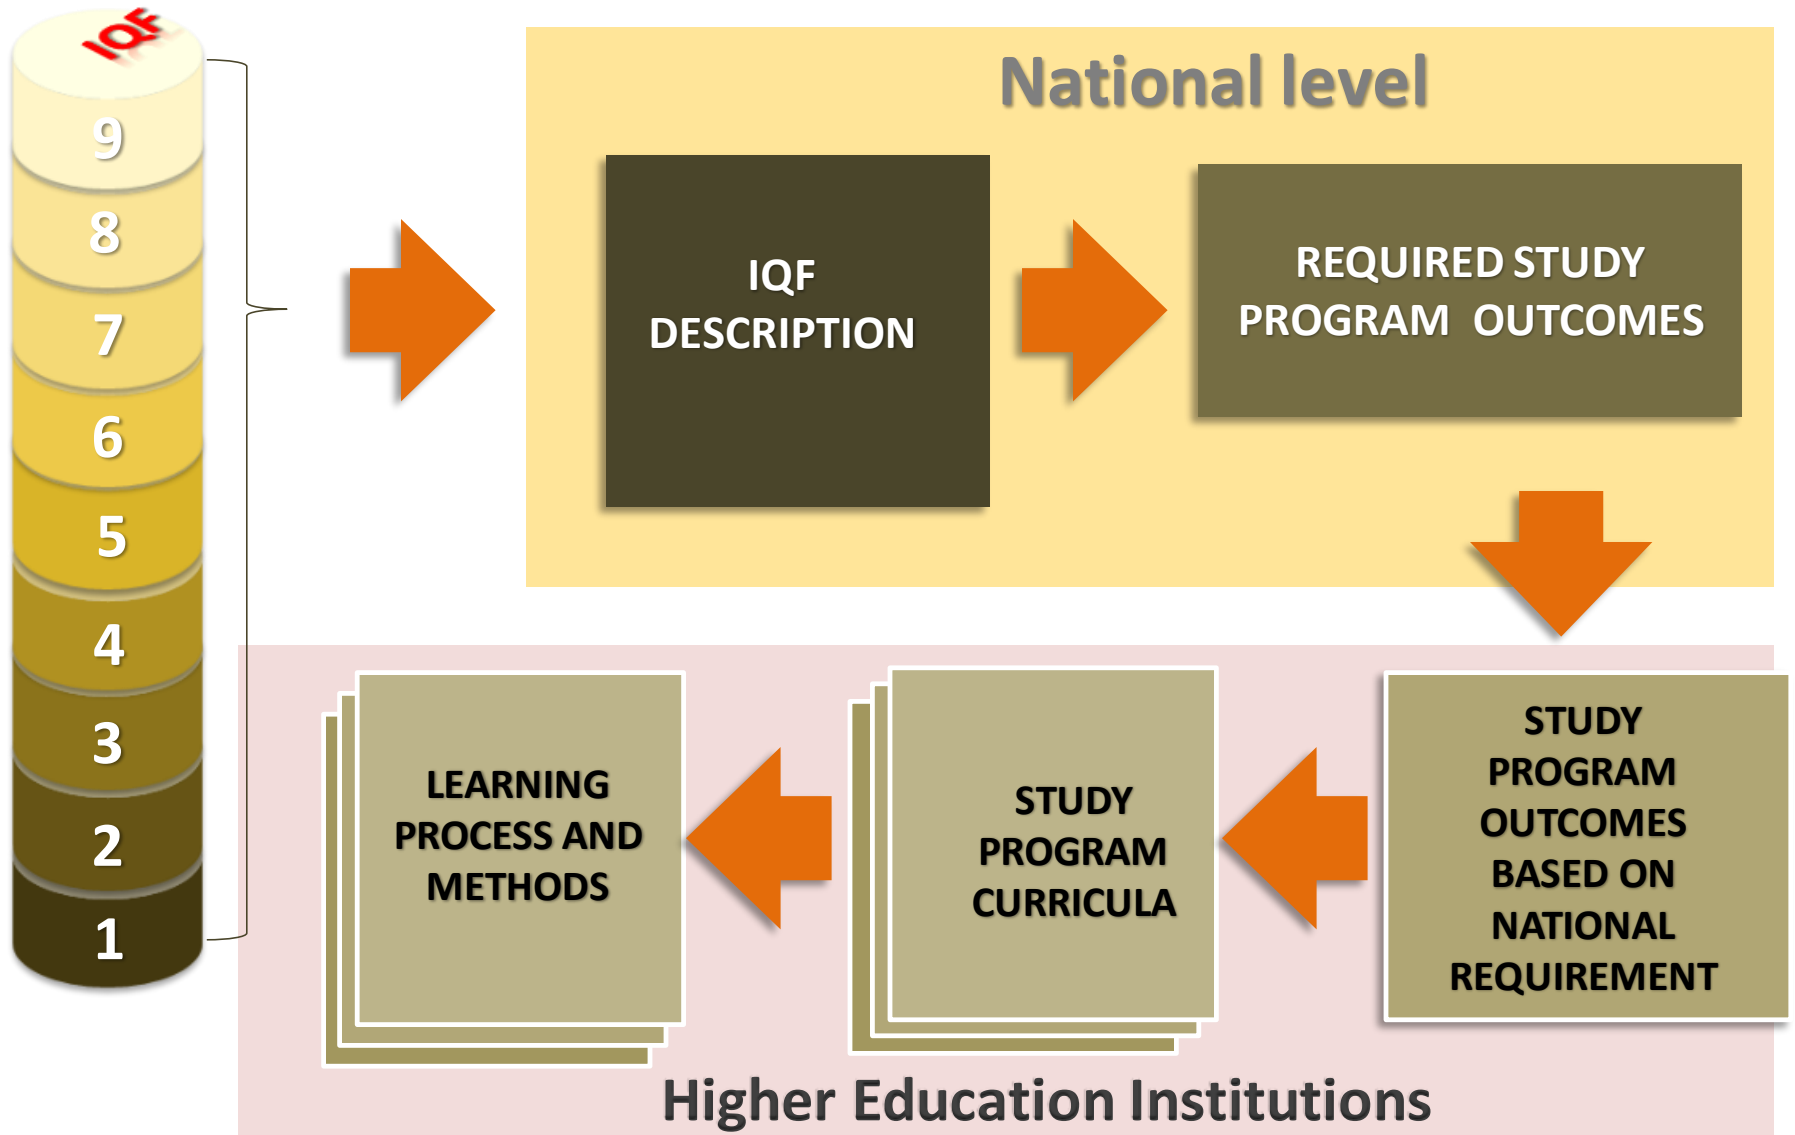 IQF
9
8
7
6
5
4
3
2
1
National level
IQF
DESCRIPTION
REQUIRED STUDY
PROGRAM OUTCOMES
STUDY
PROGRAM
OUTCOMES
BASED ON
NATIONAL
REQUIREMENT
STUDY
PROGRAM
CURRICULA
LEARNING
PROCESS AND
METHODS
Higher Education Institutions